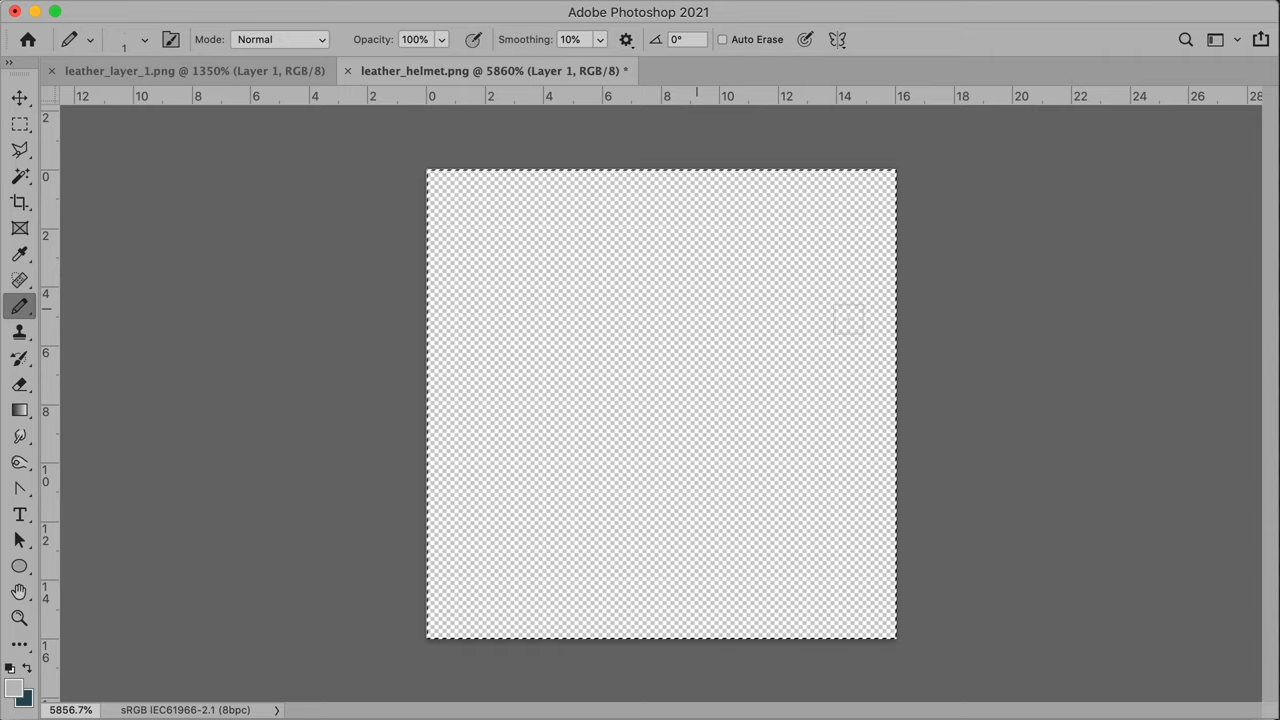 Adobe Photoshop 2021
1 Mode: Normal Opacity: 100% Smoothing: 10% 0° Auto Erase
leather_layer_1.png @ 1350% (Layer 1, RGB/8) leather_helmet.png @ 5860% (Layer 1, RGB/8) *
12 10 8 6 4 2 0 2 4 6 8 10 12 14 16 18 20 22 24 26 28
2
0
2
4
6
8
10
12
14
16
5856.7% sRGB IEC61966-2.1 (8bpc)